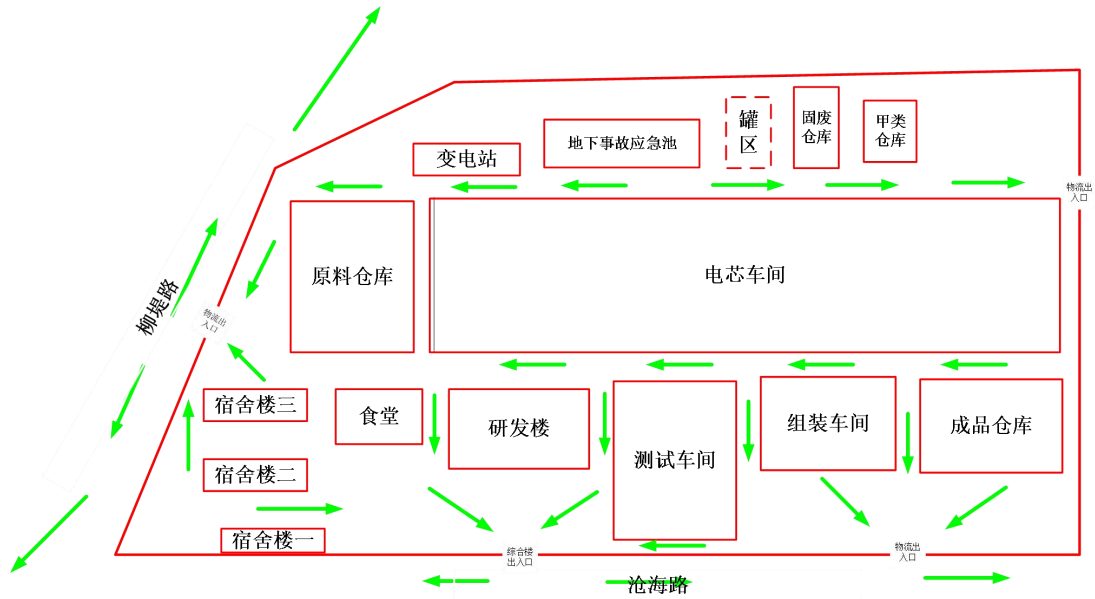 罐
区
固废
仓库
甲类
仓库
地下事故应急池
变电站
物流出
入口
原料仓库
电芯车间
柳堤路
物流出
入口
宿舍楼三
食堂
研发楼
组装车间
成品仓库
测试车间
宿舍楼二
宿舍楼一
综合楼
出入口
物流出
入口
沧海路